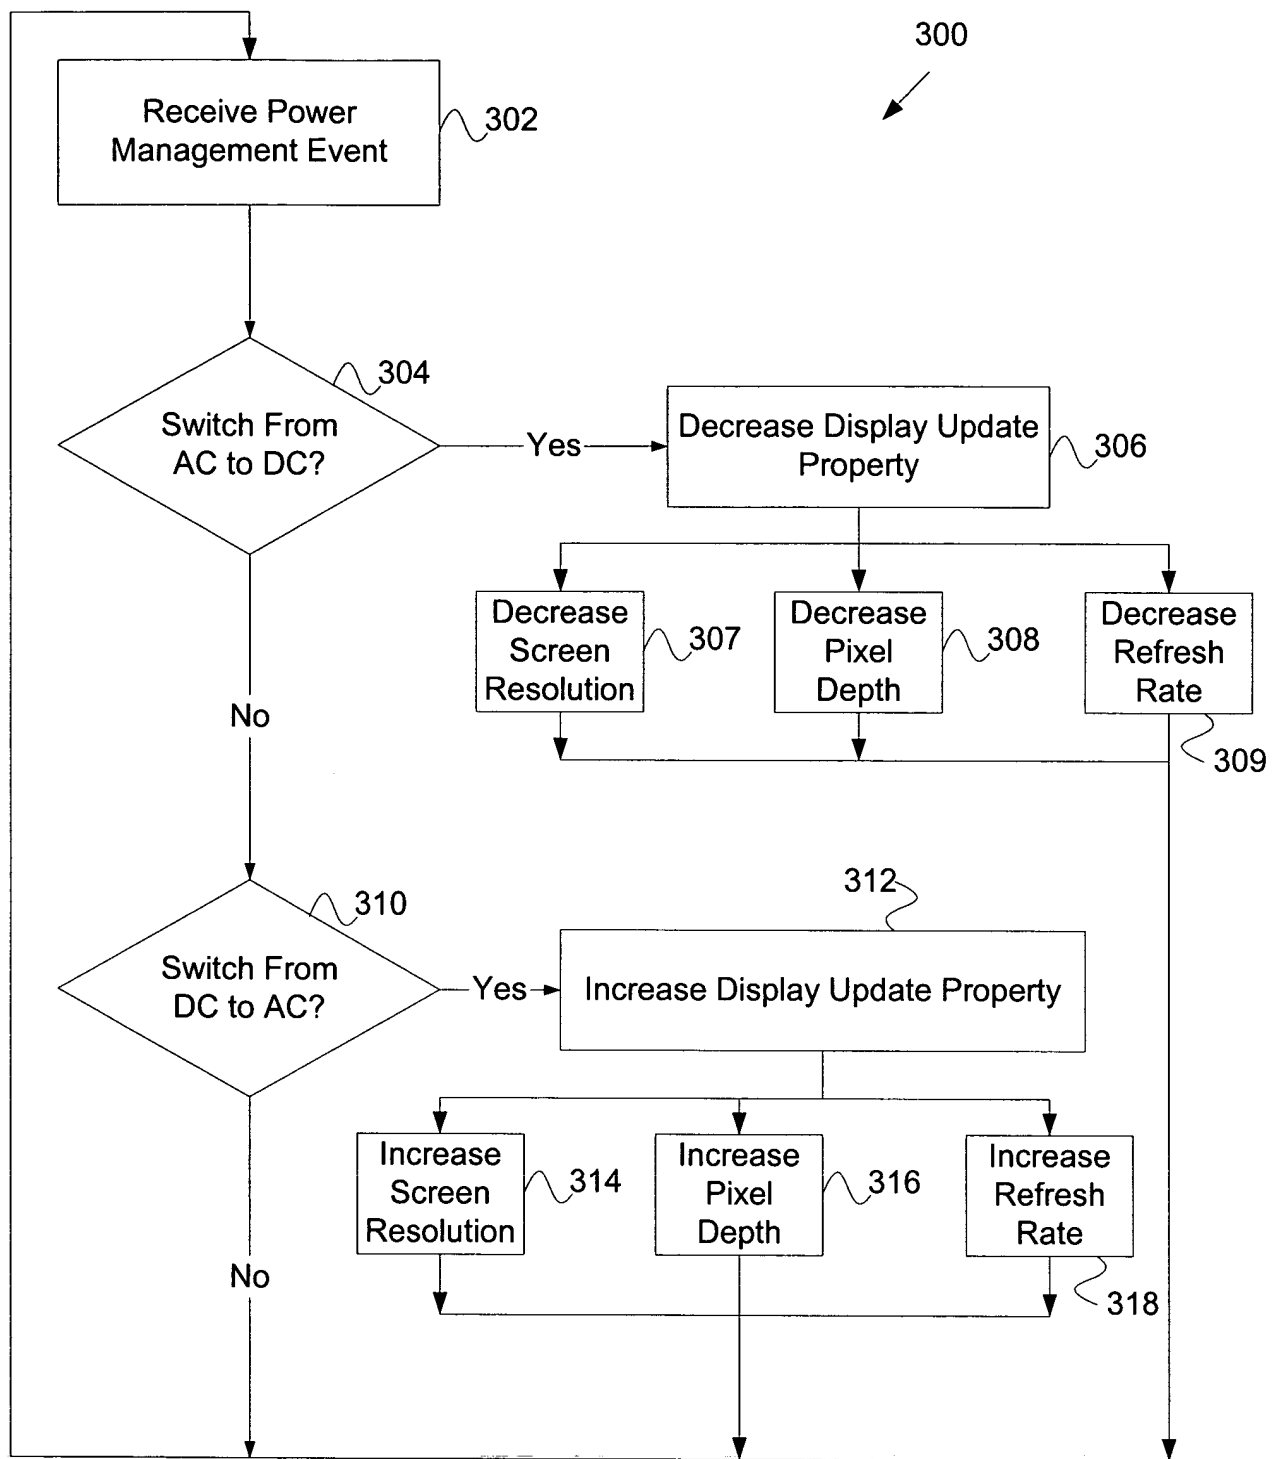 300
Receive Power
Management Event
302
304
Switch From
AC to DC?
Yes
Decrease Display Update
Property
306
Decrease
Screen
Resolution
307
Decrease
Pixel
Depth
308
Decrease
Refresh
Rate
309
No
310
Switch From
DC to AC?
Yes
312
Increase Display Update Property
Increase
Screen
Resolution
314
Increase
Pixel
Depth
316
Increase
Refresh
Rate
318
No